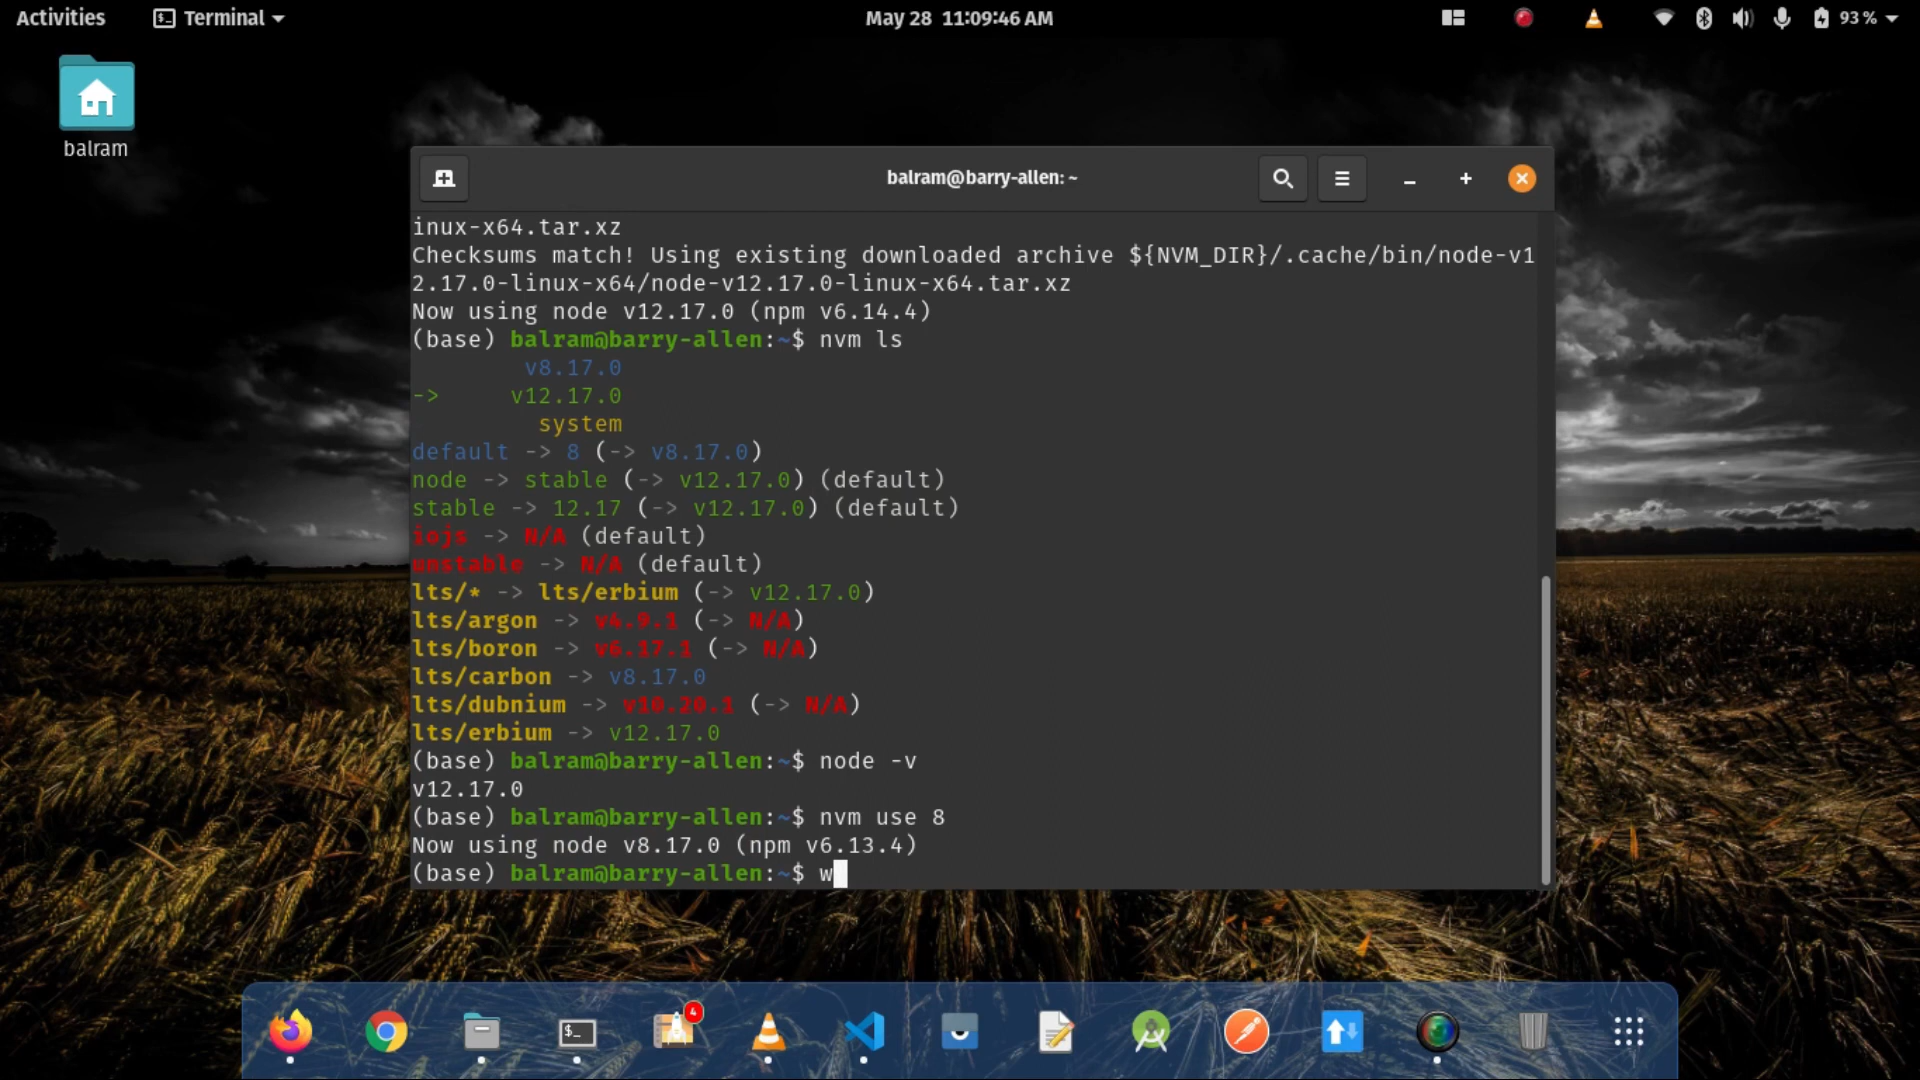 Activities Terminal May 28 11:09:46 AM 93 %
balram
balram@barry-allen: ~
inux-x64.tar.xz
Checksums match! Using existing downloaded archive ${NVM_DIR}/.cache/bin/node-v1
2.17.0-linux-x64/node-v12.17.0-linux-x64.tar.xz
Now using node v12.17.0 (npm v6.14.4)
(base) balram@barry-allen:~$ nvm ls
v8.17.0
-> v12.17.0
system
default -> 8 (-> v8.17.0)
node -> stable (-> v12.17.0) (default)
stable -> 12.17 (-> v12.17.0) (default)
iojs -> N/A (default)
unstable -> N/A (default)
lts/* -> lts/erbium (-> v12.17.0)
lts/argon -> v4.9.1 (-> N/A)
lts/boron -> v6.17.1 (-> N/A)
lts/carbon -> v8.17.0
lts/dubnium -> v10.20.1 (-> N/A)
lts/erbium -> v12.17.0
(base) balram@barry-allen:~$ node -v
v12.17.0
(base) balram@barry-allen:~$ nvm use 8
Now using node v8.17.0 (npm v6.13.4)
(base) balram@barry-allen:~$ w
$_ 4